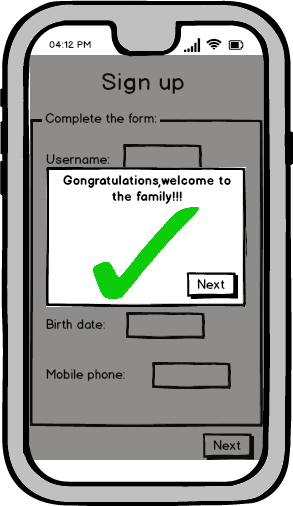 04:12 PM
Sign up
Complete the form:
Username:
Gongratulations,welcome to
the family!!!
Next
Birth date:
Mobile phone:
Next